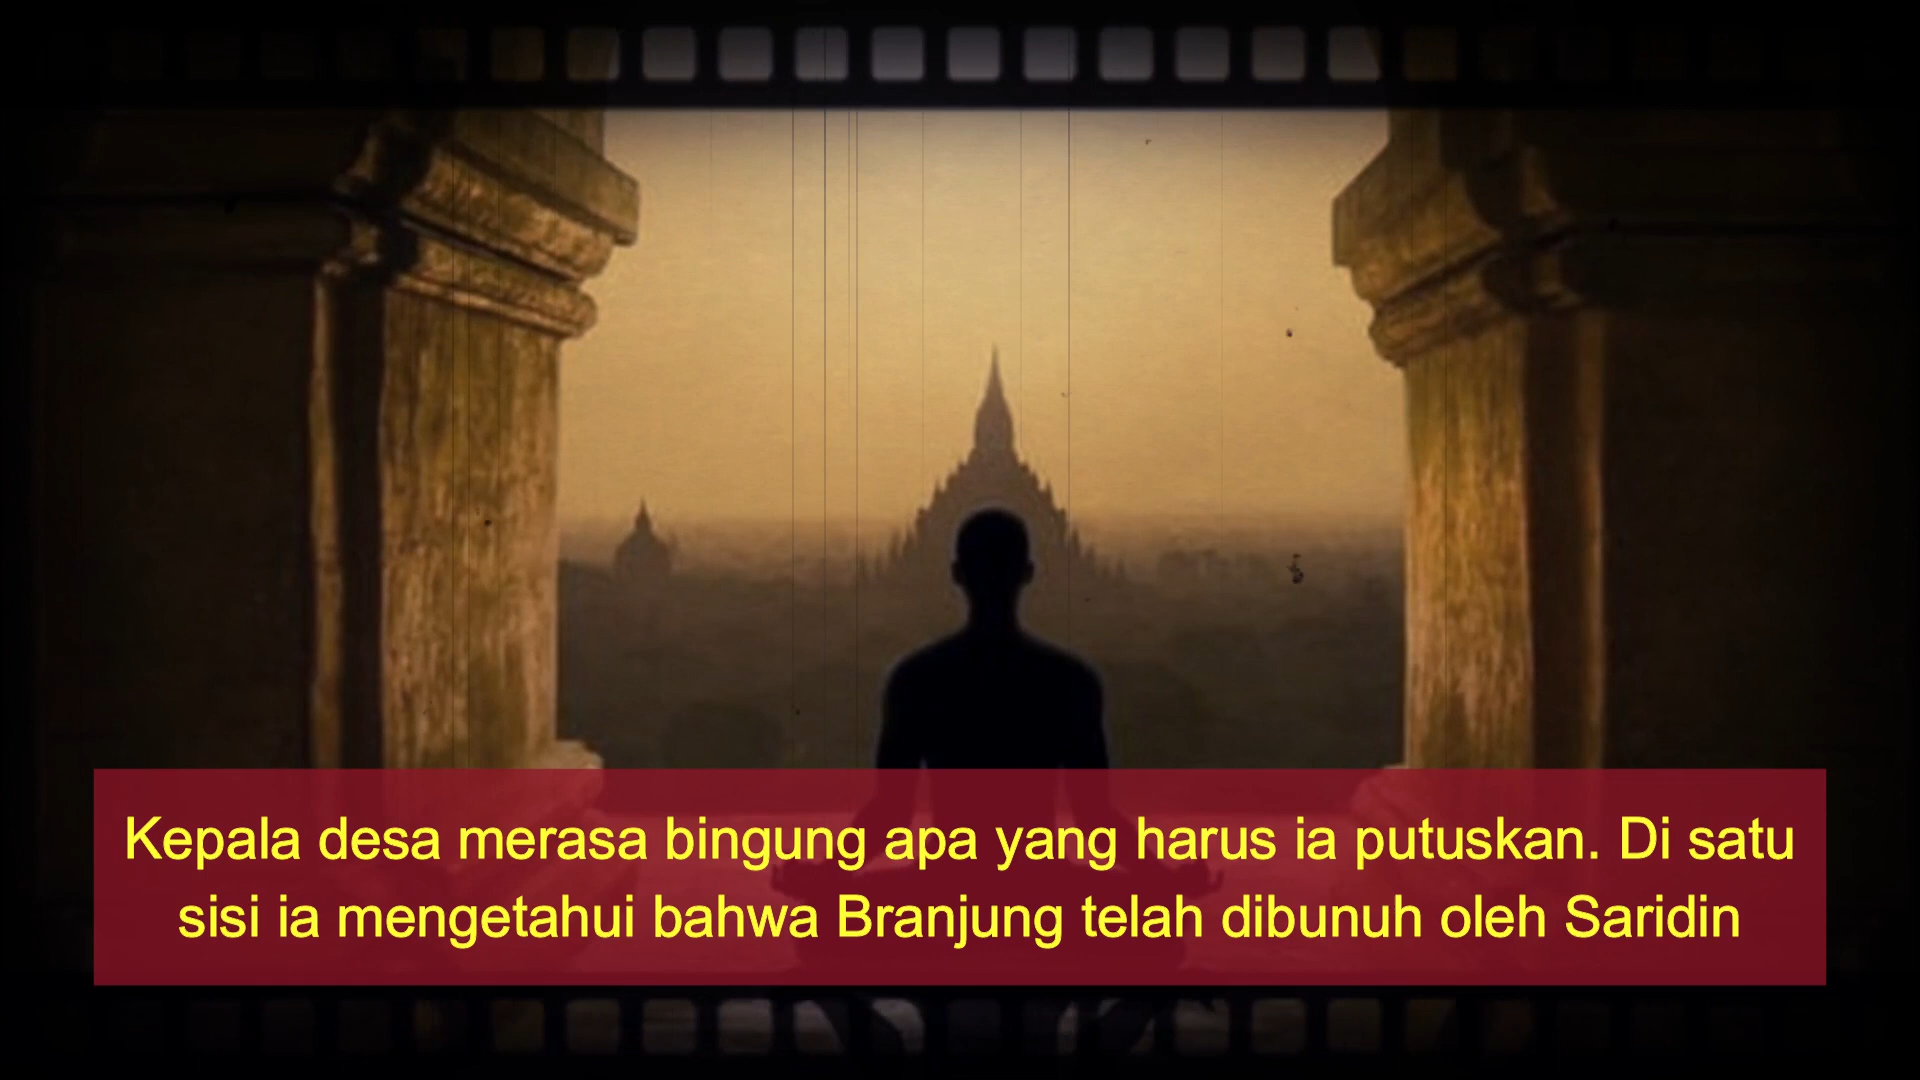 Kepala desa merasa bingung apa yang harus ia putuskan. Di satu
sisi ia mengetahui bahwa Branjung telah dibunuh oleh Saridin